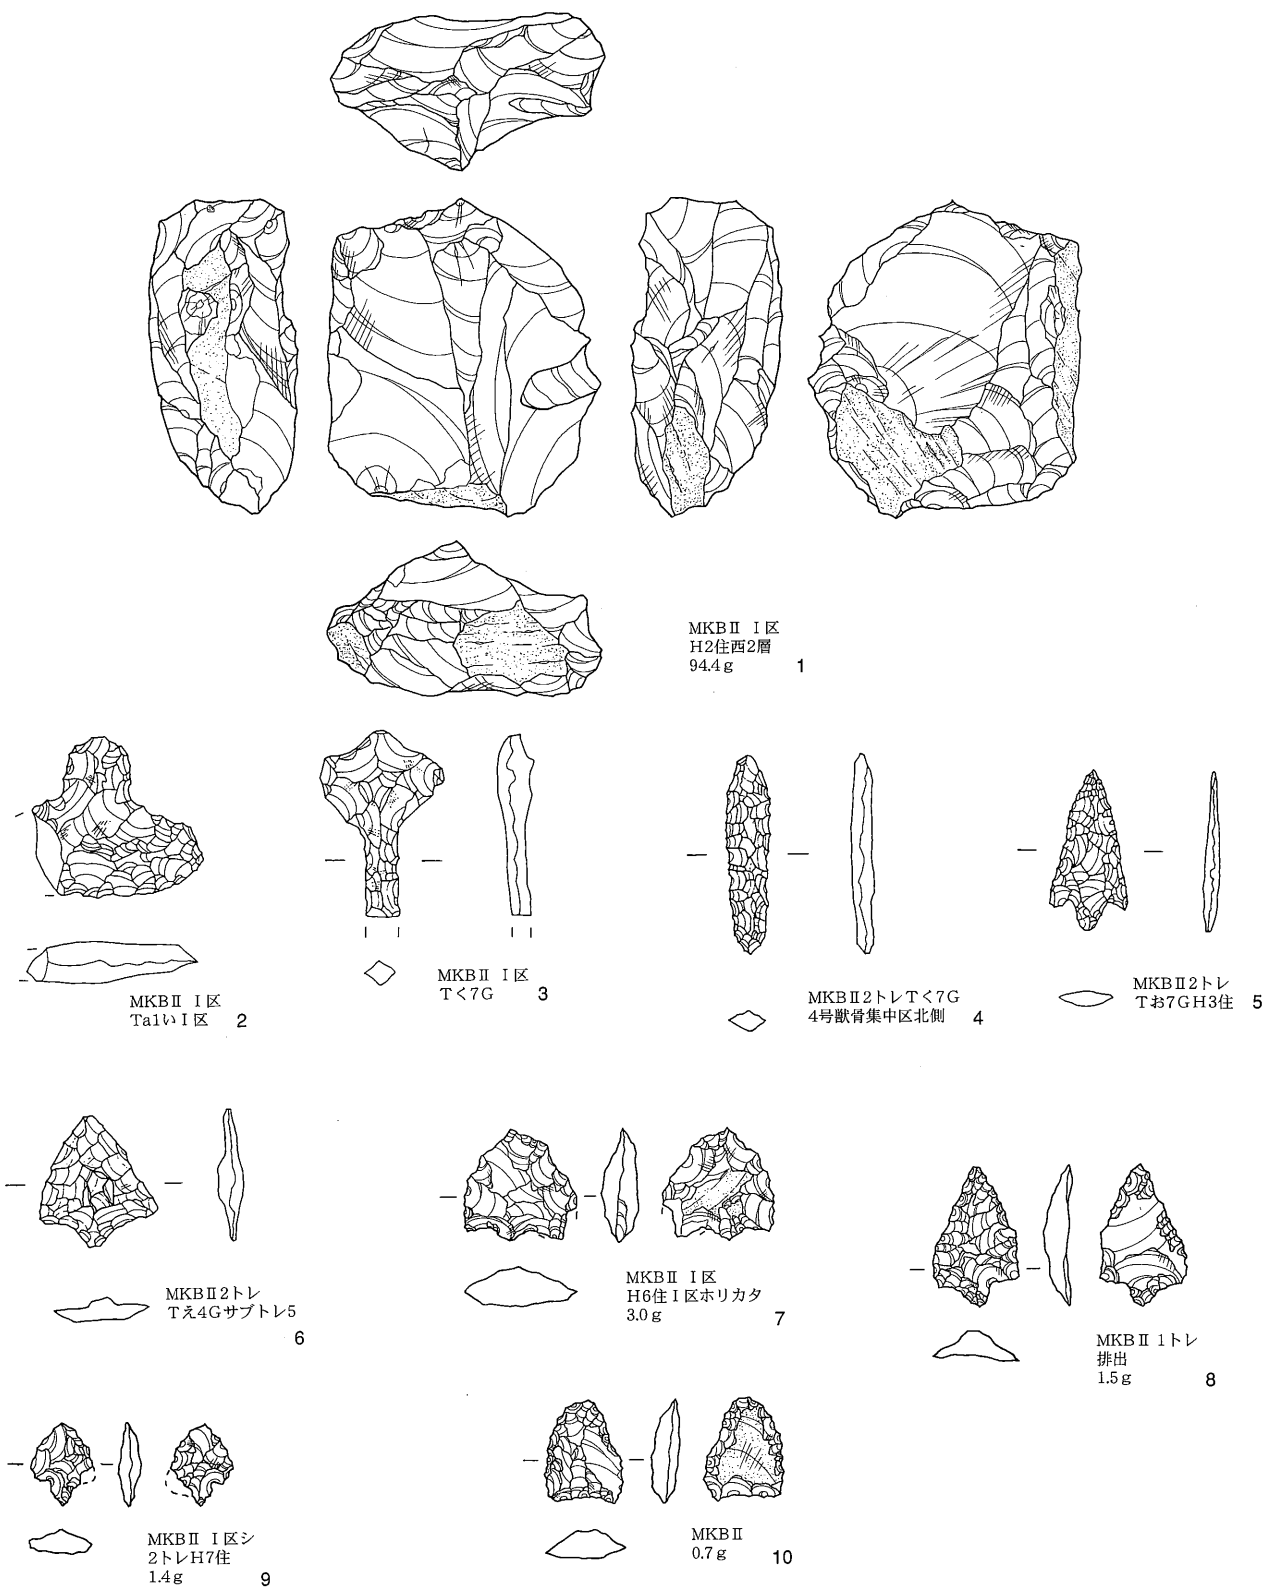 MKBⅡ Ⅰ区
H2住西2層
94.4g
1
MKBⅡ Ⅰ区
Ta1いⅠ区
2
MKBⅡ Ⅰ区
Tく7G
3
MKBⅡ2トレTく7G
4号獣骨集中区北側
4
MKBⅡ2トレ
Tお7GH3住
5
MKBⅡ2トレ
Tえ4Gサブトレ5
6
MKBⅡ Ⅰ区
H6住Ⅰ区ホリカタ
3.0g
7
MKBⅡ 1トレ
排出
1.5g
8
MKBⅡ Ⅰ区シ
2トレH7住
1.4g
9
MKBⅡ
0.7g
10